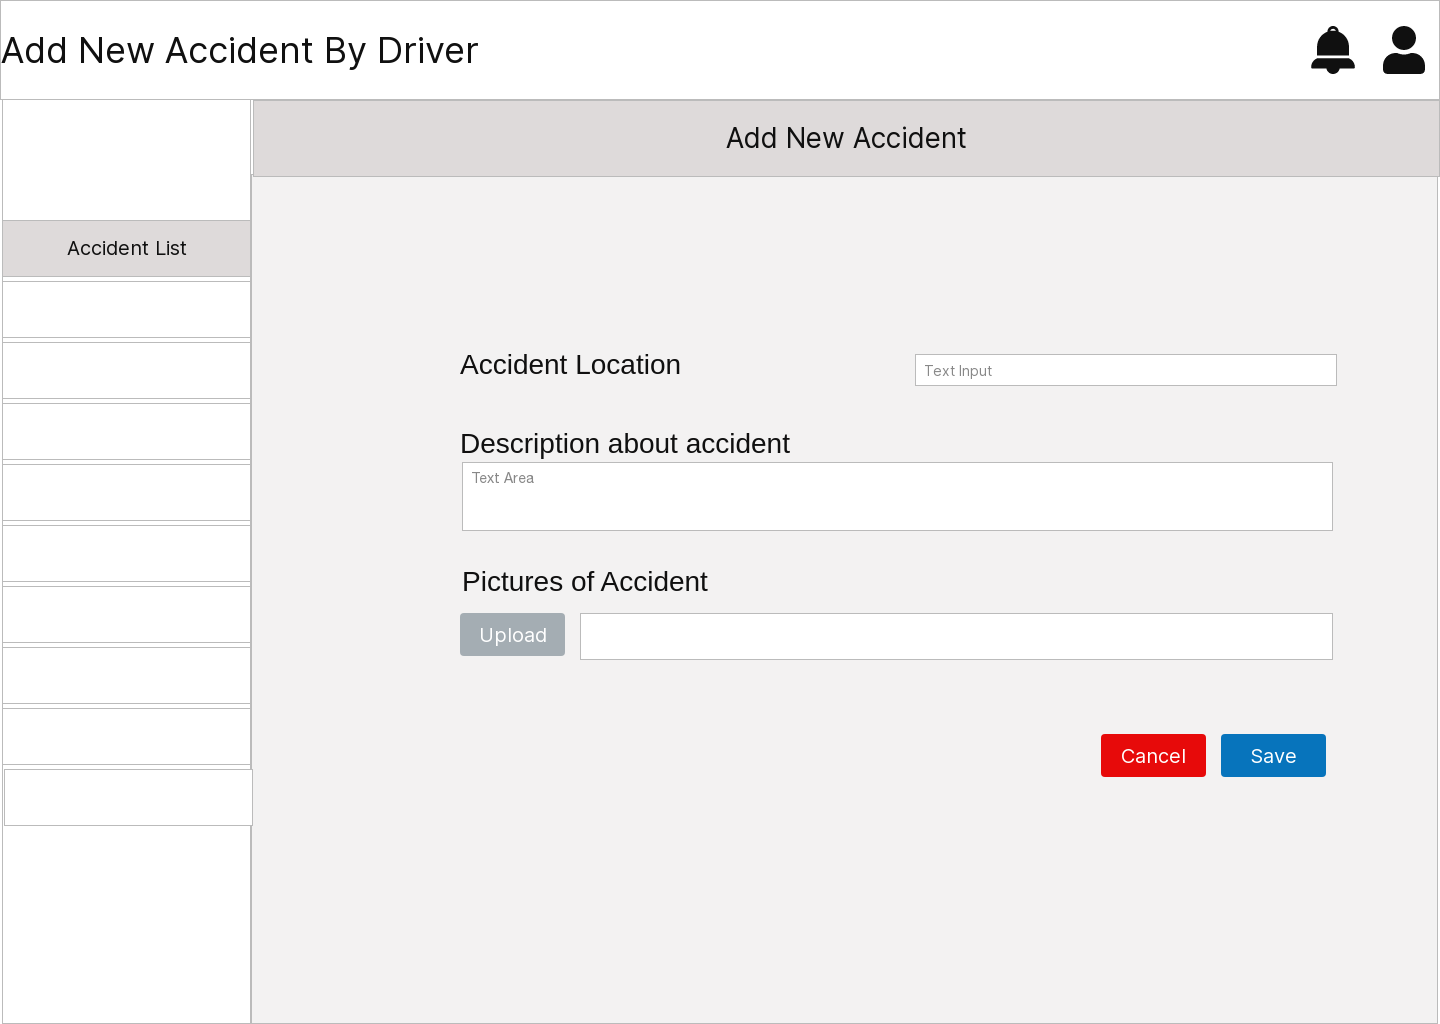 Add New Accident By Driver
Add New Accident
Accident List
Accident Location
Text Input
Description about accident
Text Area
Pictures of Accident
Upload
Cancel
Save